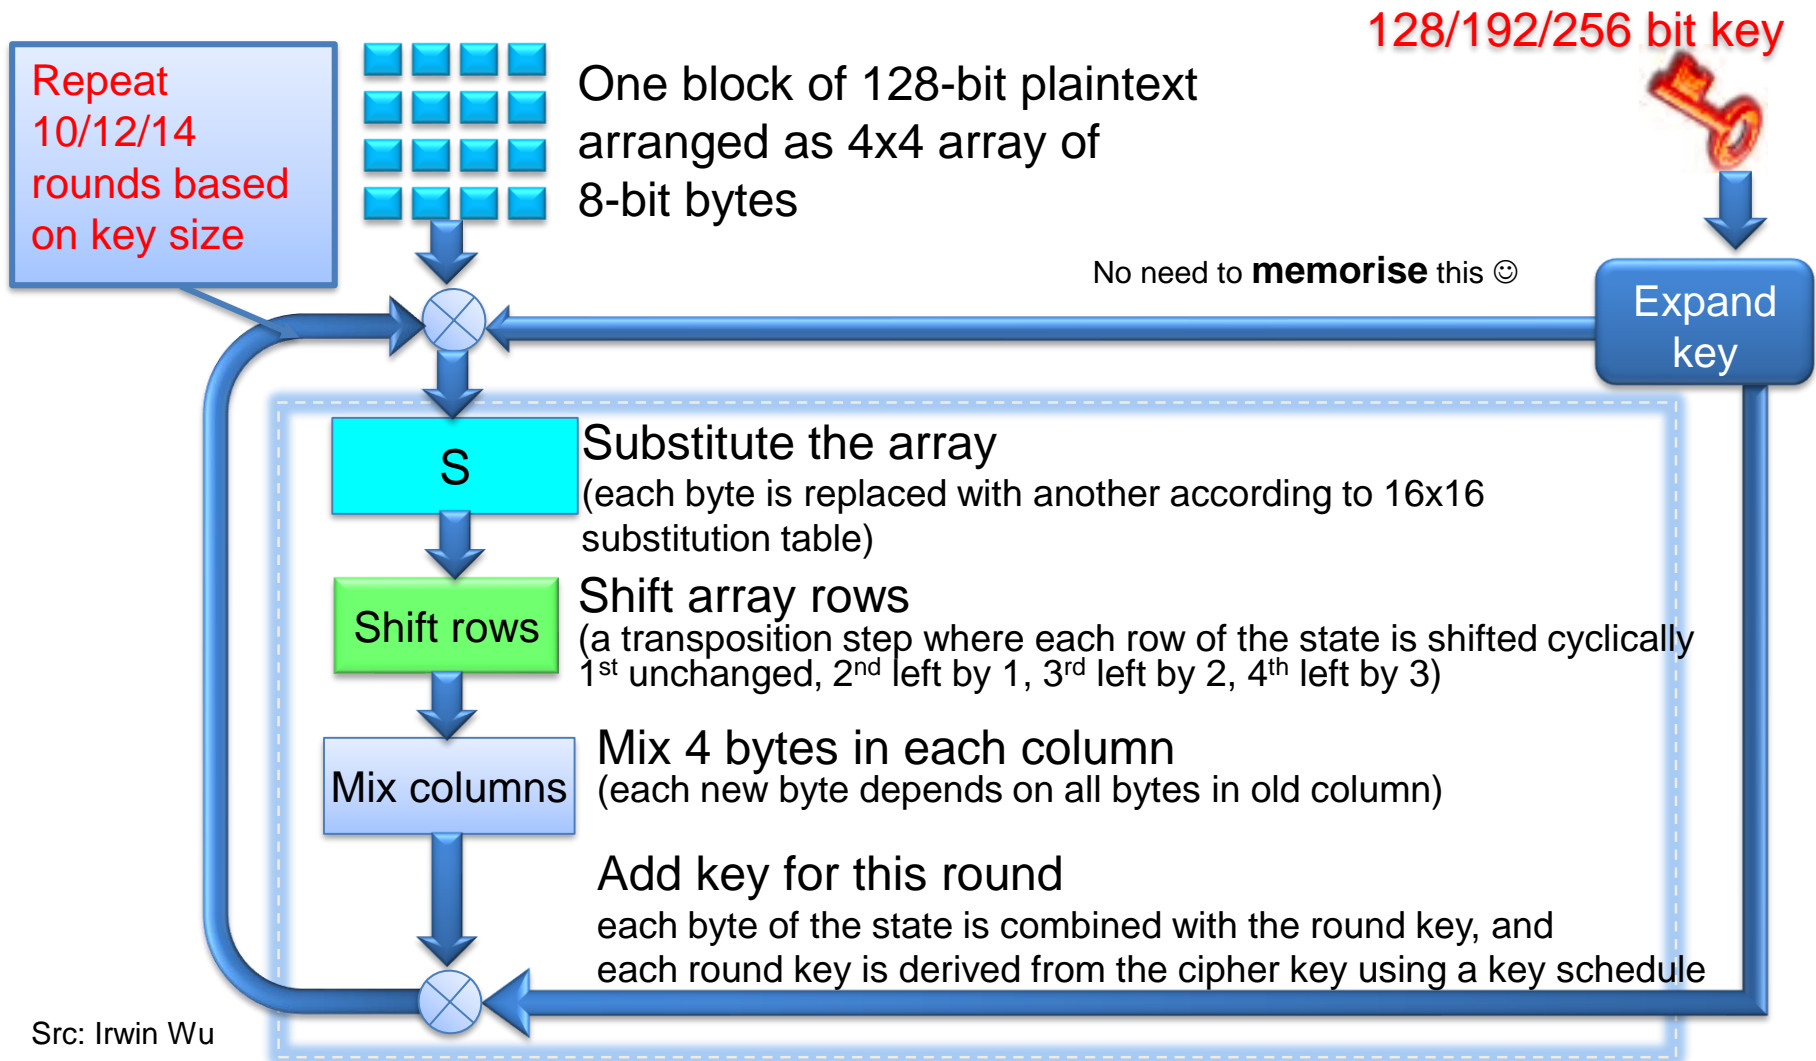 128/192/256 bit key
Repeat
10/12/14
rounds based
on key size
One block of 128-bit plaintext
arranged as 4x4 array of
8-bit bytes
No need to memorise this ☺
Expand
key
S
Substitute the array
(each byte is replaced with another according to 16x16
substitution table)
Shift rows
Shift array rows
(a transposition step where each row of the state is shifted cyclically
1st unchanged, 2nd left by 1, 3rd left by 2, 4th left by 3)
Mix columns
Mix 4 bytes in each column
(each new byte depends on all bytes in old column)
Add key for this round
each byte of the state is combined with the round key, and
each round key is derived from the cipher key using a key schedule
Src: Irwin Wu